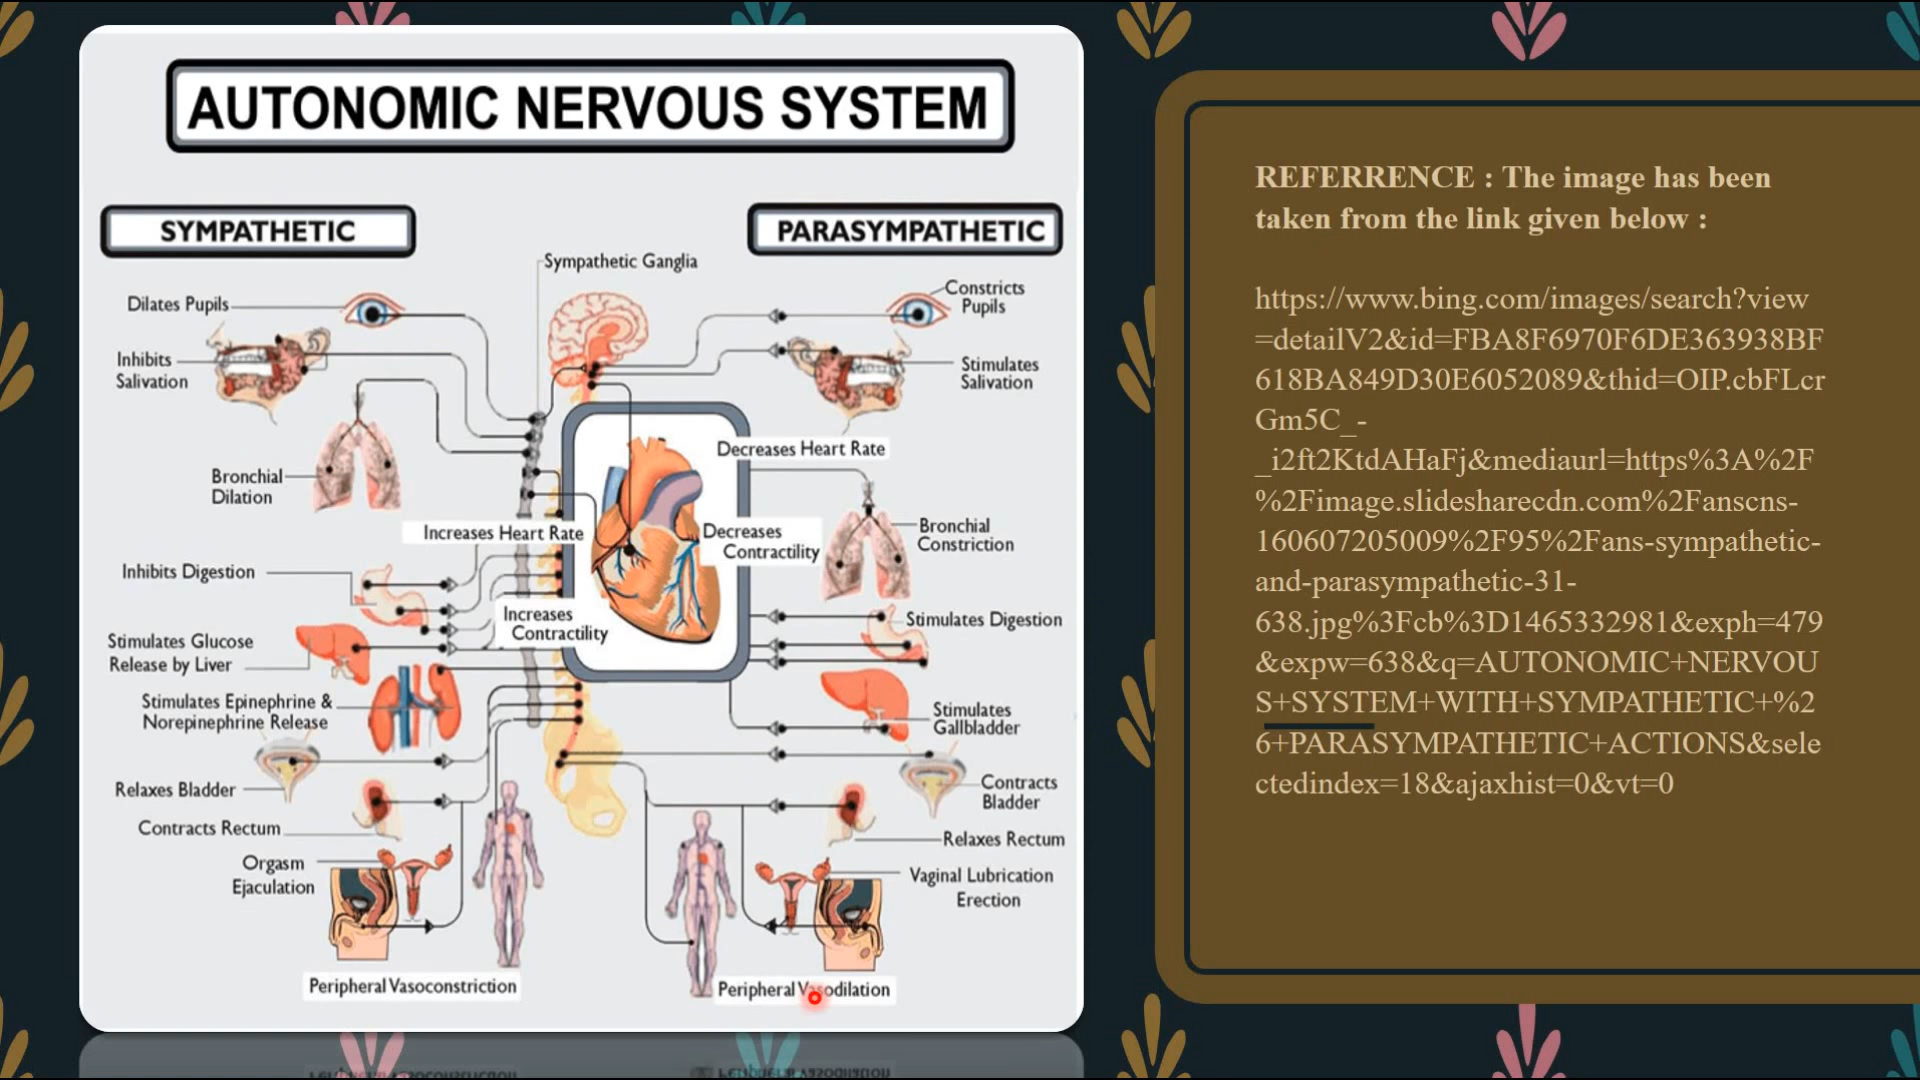 AUTONOMIC NERVOUS SYSTEM
SYMPATHETIC
PARASYMPATHETIC
Sympathetic Ganglia
Dilates Pupils
Inhibits
Salivation
Bronchial
Dilation
Increases Heart Rate
Inhibits Digestion
Increases
Contractility
Stimulates Glucose
Release by Liver
Stimulates Epinephrine &
Norepinephrine Release
Relaxes Bladder
Contracts Rectum
Orgasm
Ejaculation
Peripheral Vasoconstriction
Constricts
Pupils
Stimulates
Salivation
Decreases Heart Rate
Decreases
Contractility
Bronchial
Constriction
Stimulates Digestion
Stimulates
Gallbladder
Contracts
Bladder
Relaxes Rectum
Vaginal Lubrication
Erection
Peripheral Vasodilation
REFERRENCE : The image has been
taken from the link given below :
https://www.bing.com/images/search?view
=detailV2&id=FBA8F6970F6DE363938BF
618BA849D30E6052089&thid=OIP.cbFLcr
Gm5C_-
_i2ft2KtdAHaFj&mediaurl=https%3A%2F
%2Fimage.slidesharecdn.com%2Fanscns-
160607205009%2F95%2Fans-sympathetic-
and-parasympathetic-31-
638.jpg%3Fcb%3D1465332981&exph=479
&expw=638&q=AUTONOMIC+NERVOU
S+SYSTEM+WITH+SYMPATHETIC+%2
6+PARASYMPATHETIC+ACTIONS&sele
ctedindex=18&ajaxhist=0&vt=0